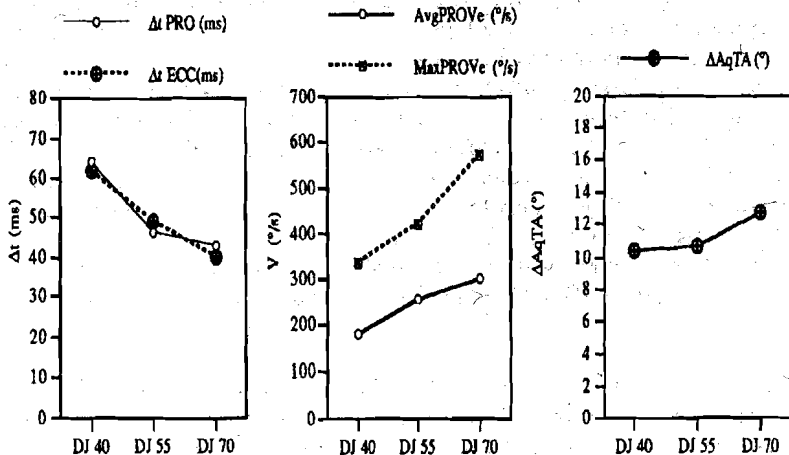 Δt PRO (ms)
Δt ECC(ms)
AvgPROVe (°/s)
MaxPROVe (°/s)
ΔAqTA (°)
Δt (ms)
80
70
60
50
40
30
20
10
0
DJ 40 DJ 55 DJ 70
V (°/s)
700
600
500
400
300
200
100
0
DJ 40 DJ 55 DJ 70
ΔAqTA (°)
20
18
16
14
12
10
8
6
4
2
0
DJ 40 DJ 55 DJ 70